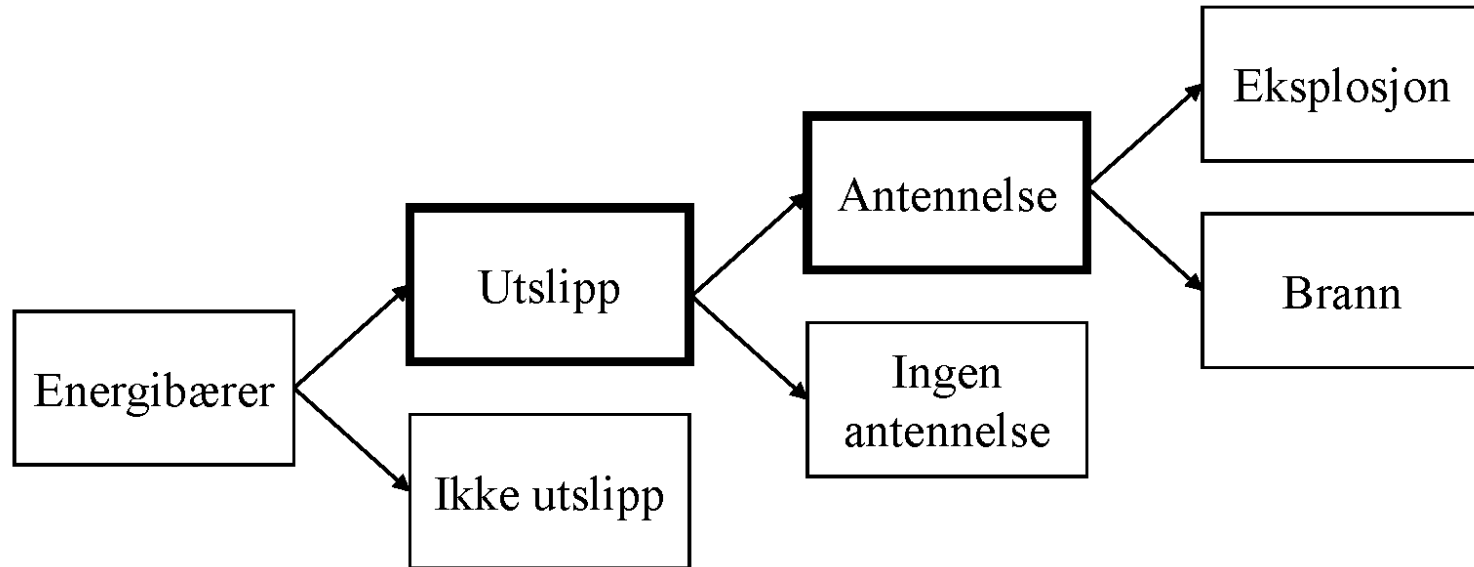 Energibærer
Utslipp
Ikke utslipp
Antennelse
Ingen
antennelse
Eksplosjon
Brann